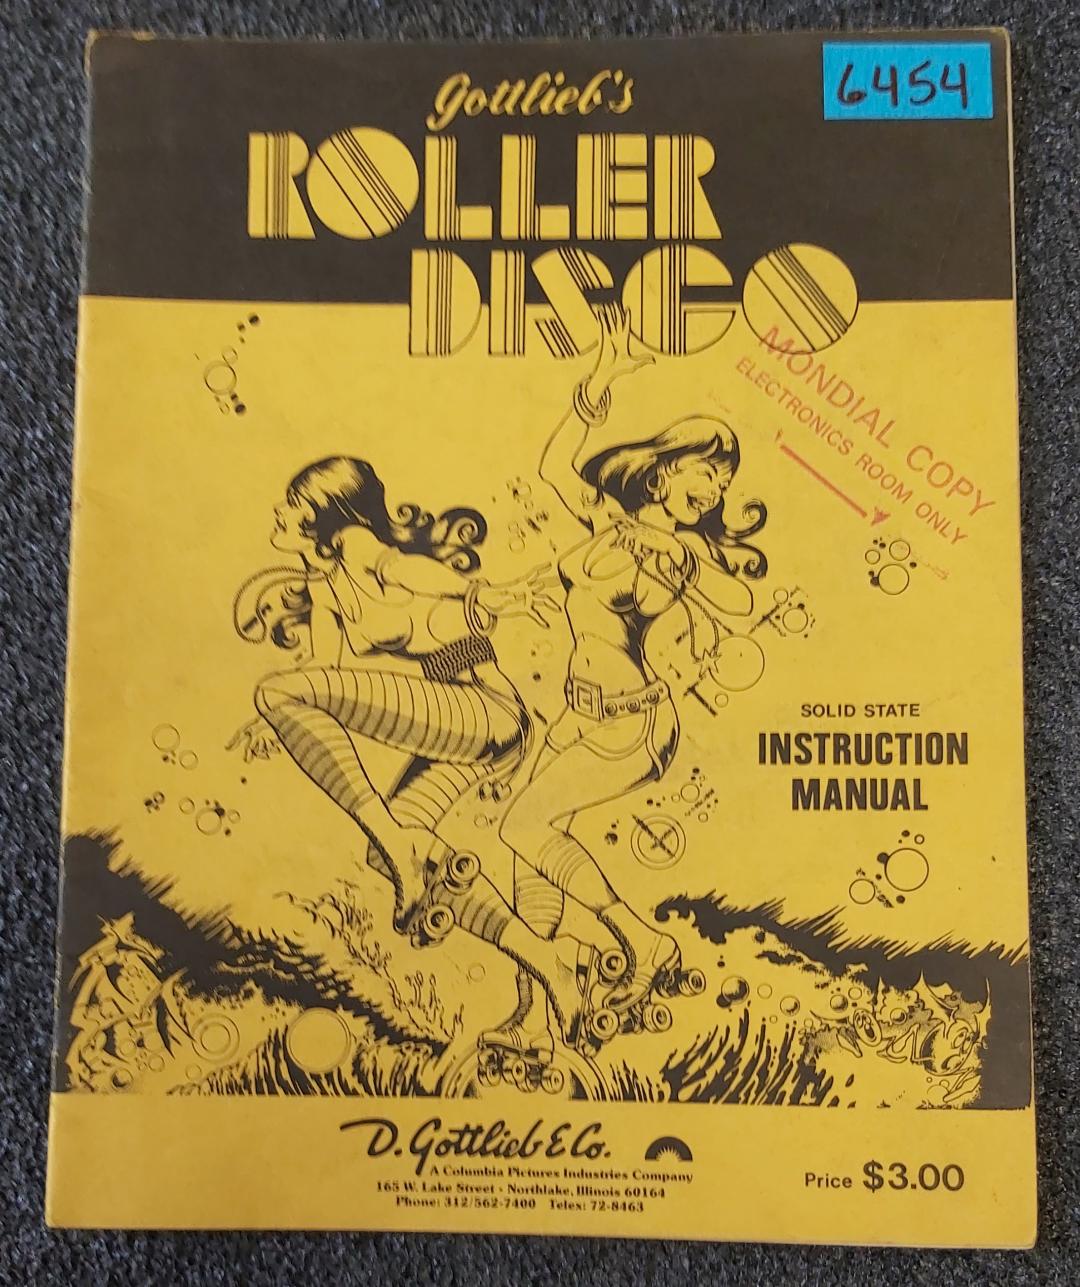 6454
Gottlieb's
ROLLER
DISCO
MONDIAL COPY
ELECTRONICS ROOM ONLY
SOLID STATE
INSTRUCTION
MANUAL
D. Gottlieb & Co.
A Columbia Pictures Industries Company
165 W. Lake Street • Northlake, Illinois 60164
Phone: 312/562-7400 Telex: 72-8463
Price $3.00